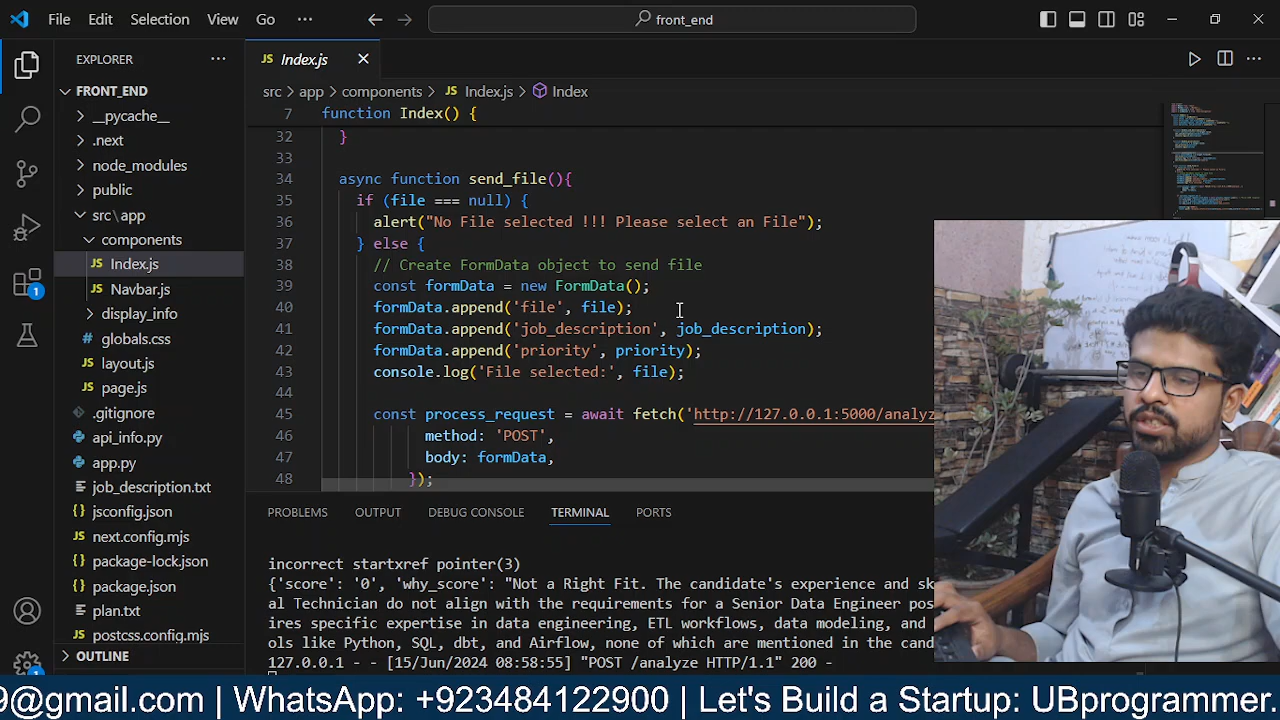 File Edit Selection View Go ··· front_end
EXPLORER ···
FRONT_END
__pycache__
.next
node_modules
public
src\app
components
JS Index.js
JS Navbar.js
display_info
# globals.css
JS layout.js
JS page.js
.gitignore
api_info.py
app.py
job_description.txt
jsconfig.json
next.config.mjs
package-lock.json
package.json
plan.txt
postcss.config.mjs
OUTLINE
1
1
JS Index.js
src > app > components > JS Index.js > Index
7 function Index() {
32 }
33
34 async function send_file(){
35 if (file === null) {
36 alert("No File selected !!! Please select an File");
37 } else {
38 // Create FormData object to send file
39 const formData = new FormData();
40 formData.append('file', file);
41 formData.append('job_description', job_description);
42 formData.append('priority', priority);
43 console.log('File selected:', file);
44
45 const process_request = await fetch('http://127.0.0.1:5000/analyz
46 method: 'POST',
47 body: formData,
48 });
PROBLEMS OUTPUT DEBUG CONSOLE TERMINAL PORTS
incorrect startxref pointer(3)
{'score': '0', 'why_score': "Not a Right Fit. The candidate's experience and sk
al Technician do not align with the requirements for a Senior Data Engineer pos
ires specific expertise in data engineering, ETL workflows, data modeling, and
ols like Python, SQL, dbt, and Airflow, none of which are mentioned in the cand
127.0.0.1 - - [15/Jun/2024 08:58:55] "POST /analyze HTTP/1.1" 200 -
9@gmail.com | WhatsApp: +923484122900 | Let's Build a Startup: UBprogrammer.